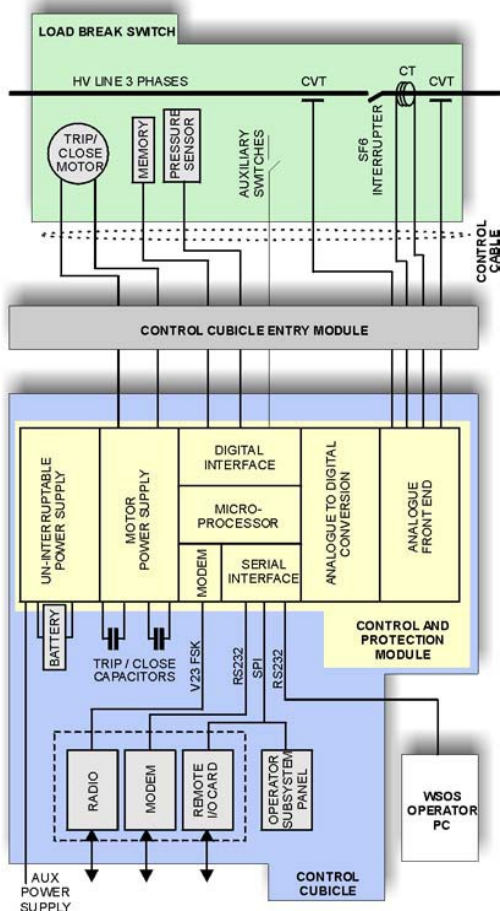 LOAD BREAK SWITCH
HV LINE 3 PHASES
CVT
CT
CVT
TRIP/
CLOSE
MOTOR
MEMORY
PRESSURE
SENSOR
AUXILIARY
SWITCHES
SF6
INTERRUPTER
CONTROL
CABLE
CONTROL CUBICLE ENTRY MODULE
UN-INTERRUPTABLE
POWER SUPPLY
MOTOR
POWER SUPPLY
DIGITAL
INTERFACE
MICRO-
PROCESSOR
MODEM
SERIAL
INTERFACE
ANALOGUE TO DIGITAL
CONVERSION
ANALOGUE
FRONT END
BATTERY
TRIP / CLOSE
CAPACITORS
V23 FSK
RS232
SPI
RS232
CONTROL AND
PROTECTION
MODULE
RADIO
MODEM
REMOTE
I/O CARD
OPERATOR
SUBSYSTEM
PANEL
WSOS
OPERATOR
PC
AUX
POWER
SUPPLY
CONTROL
CUBICLE